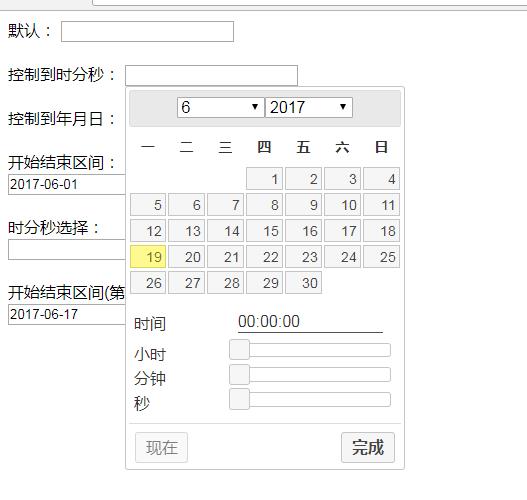 默认：
控制到时分秒：
控制到年月日：
开始结束区间：
2017-06-01
时分秒选择：
开始结束区间(第
2017-06-17
6 2017
一 二 三 四 五 六 日
1 2 3 4
5 6 7 8 9 10 11
12 13 14 15 16 17 18
19 20 21 22 23 24 25
26 27 28 29 30
时间 00:00:00
小时
分钟
秒
现在 完成